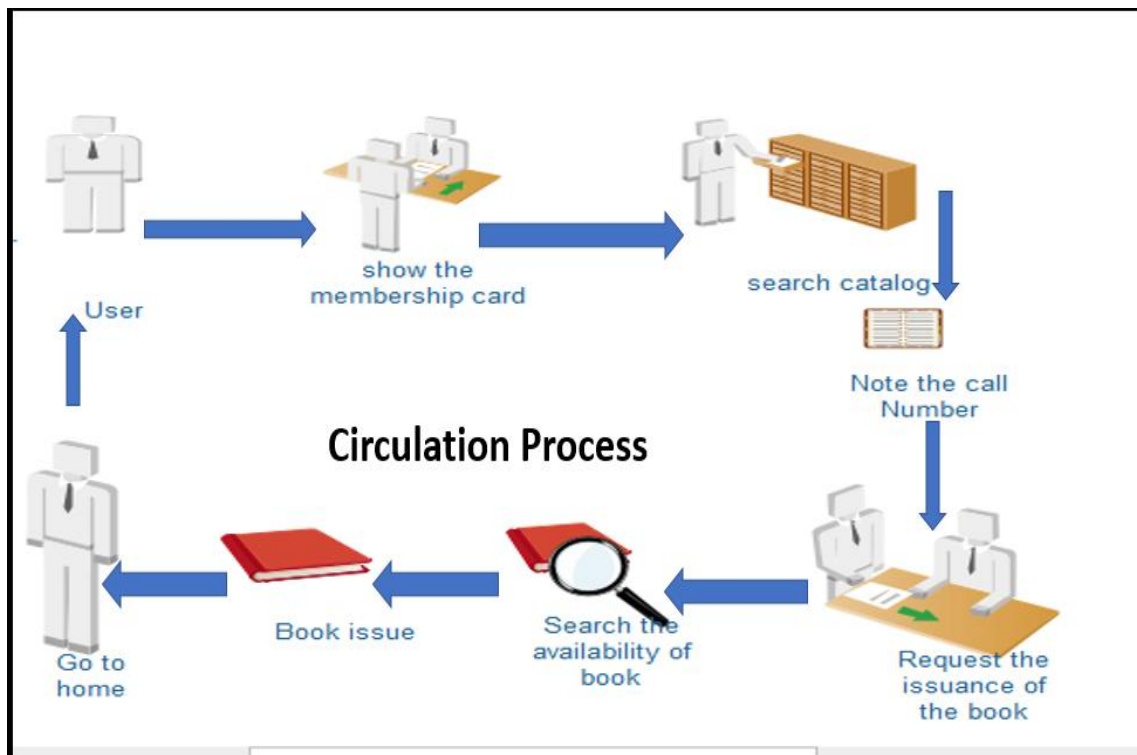 User
show the
membership card
search catalog
Note the call
Number
Circulation Process
Request the
issuance of
the book
Search the
availability of
book
Book issue
Go to
home